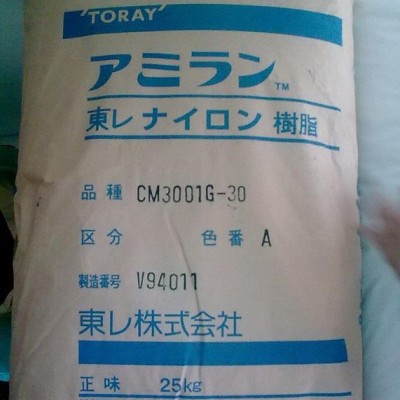 'TORAY'
アミラン™
東レ ナイロン 樹脂
品種 CM3001G-30
区分 色番 A
製造番号 V94011
東レ株式会社
正味 25kg